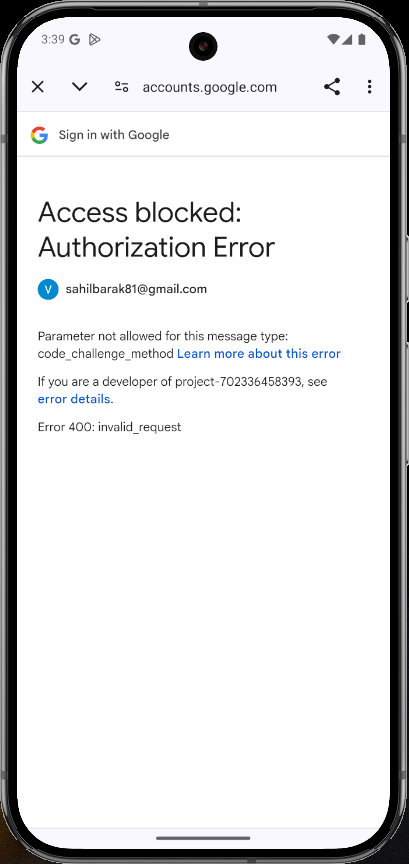 3:39
accounts.google.com
Sign in with Google
Access blocked:
Authorization Error
V sahilbarak81@gmail.com
Parameter not allowed for this message type:
code_challenge_method Learn more about this error
If you are a developer of project-702336458393, see
error details.
Error 400: invalid_request